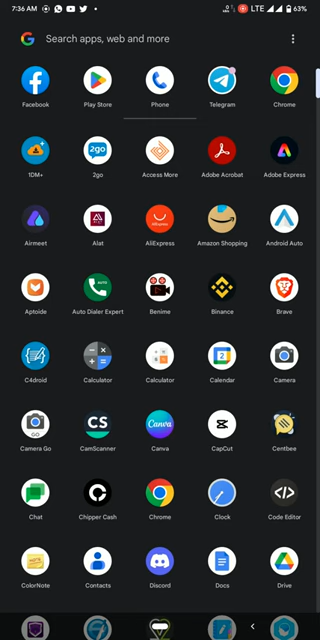 7:36 AM LTE 63%
Search apps, web and more
Facebook Play Store Phone Telegram Chrome
1DM+ 2go Access More Adobe Acrobat Adobe Express
Airmeet Alat AliExpress Amazon Shopping Android Auto
Aptoide Auto Dialer Expert Benime Binance Brave
C4droid Calculator Calculator Calendar Camera
Camera Go CamScanner Canva CapCut Centbee
Chat Chipper Cash Chrome Clock Code Editor
ColorNote Contacts Discord Docs Drive